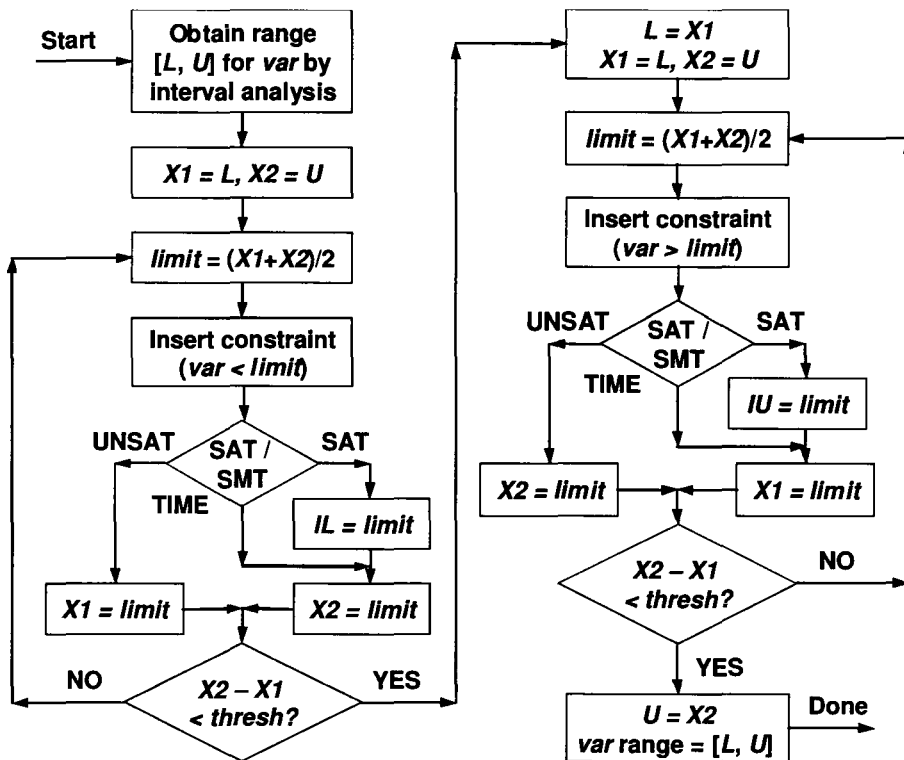 Start
Obtain range
[L, U] for var by
interval analysis
X1 = L, X2 = U
limit = (X1+X2)/2
Insert constraint
(var < limit)
UNSAT
SAT /
SMT
SAT
TIME
IL = limit
X1 = limit
X2 = limit
NO
X2 – X1
< thresh?
YES
L = X1
X1 = L, X2 = U
limit = (X1+X2)/2
Insert constraint
(var > limit)
UNSAT
SAT /
SMT
SAT
TIME
IU = limit
X2 = limit
X1 = limit
X2 – X1
< thresh?
NO
YES
U = X2
var range = [L, U]
Done